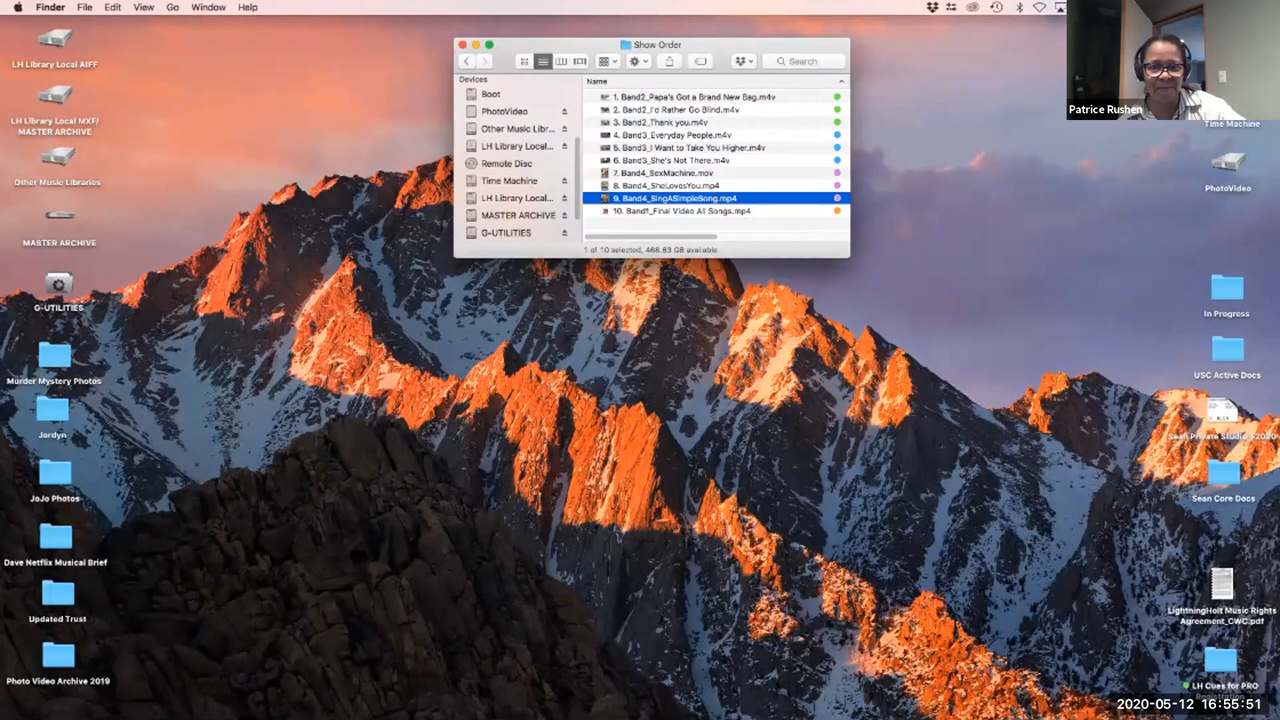 Finder File Edit View Go Window Help
Patrice Rushen
Show Order
Search
Devices
Boot
PhotoVideo
Other Music Libr...
LH Library Local...
Remote Disc
Time Machine
LH Library Local...
MASTER ARCHIVE
G-UTILITIES
Name
1. Band2_Papa's Got a Brand New Bag.m4v
2. Band2_I'd Rather Go Blind.m4v
3. Band2_Thank you.m4v
4. Band3_Everyday People.m4v
5. Band3_I Want to Take You Higher.m4v
6. Band3_She's Not There.m4v
7. Band4_SexMachine.mov
8. Band4_SheLovesYou.mp4
9. Band4_SingASimpleSong.mp4
10. Band1_Final Video All Songs.mp4
1 of 10 selected, 468.63 GB available
LH Library Local AIFF
LH Library Local MXF/
MASTER ARCHIVE
Other Music Libraries
MASTER ARCHIVE
G-UTILITIES
Murder Mystery Photos
Jordyn
JoJo Photos
Dave Netflix Musical Brief
Updated Trust
Photo Video Archive 2019
Time Machine
PhotoVideo
In Progress
USC Active Docs
Sean Private Studio F2020
Sean Core Docs
LightningHolt Music Rights
Agreement_CWC.pdf
LH Cues for PRO
Registration
2020-05-12 16:55:51